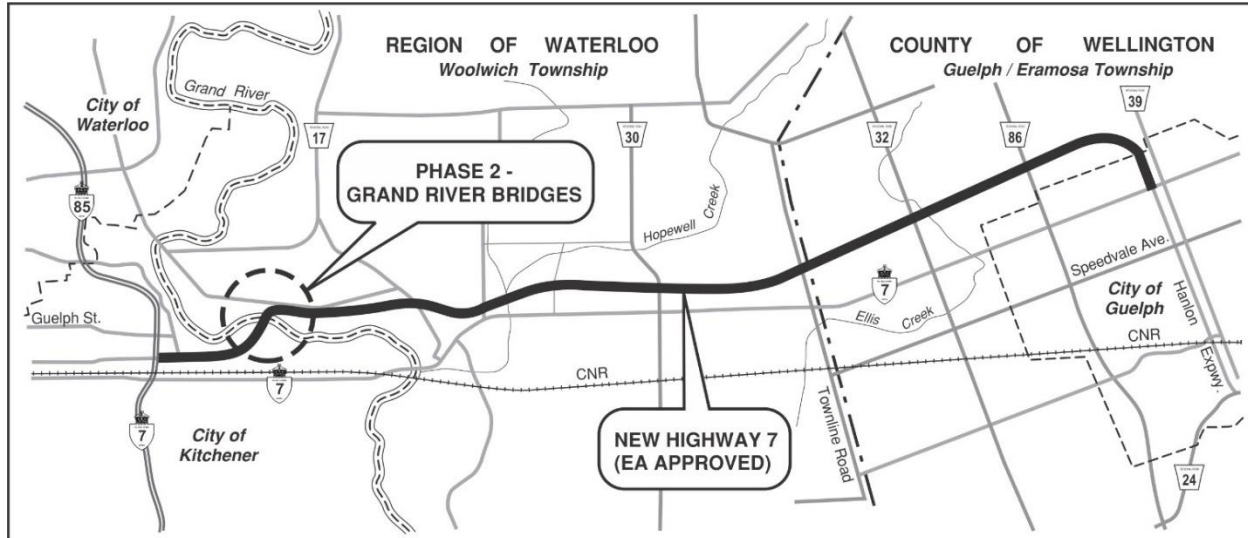 REGION OF WATERLOO
Woolwich Township
COUNTY OF WELLINGTON
Guelph / Eramosa Township
City of
Waterloo
Grand River
17
30
32
86
39
85
PHASE 2 -
GRAND RIVER BRIDGES
Hopewell
Creek
Guelph St.
7
Ellis
Creek
Speedvale Ave.
City of
Guelph
Hanlon
Expwy.
CNR
CNR
7
7
City of
Kitchener
NEW HIGHWAY 7
(EA APPROVED)
Townline Road
24